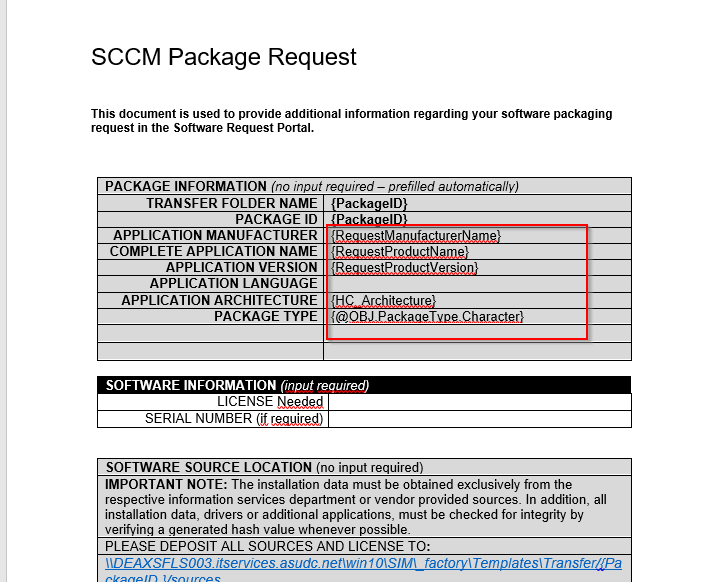 SCCM Package Request
This document is used to provide additional information regarding your software packaging
request in the Software Request Portal.
PACKAGE INFORMATION (no input required – prefilled automatically)
TRANSFER FOLDER NAME {PackageID}
PACKAGE ID {PackageID}
APPLICATION MANUFACTURER {RequestManufacturerName}
COMPLETE APPLICATION NAME {RequestProductName}
APPLICATION VERSION {RequestProductVersion}
APPLICATION LANGUAGE
APPLICATION ARCHITECTURE {HC_Architecture}
PACKAGE TYPE {@OBJ.PackageType.Character}
SOFTWARE INFORMATION (input required)
LICENSE Needed
SERIAL NUMBER (if required)
SOFTWARE SOURCE LOCATION (no input required)
IMPORTANT NOTE: The installation data must be obtained exclusively from the
respective information services department or vendor provided sources. In addition, all
installation data, drivers or additional applications, must be checked for integrity by
verifying a generated hash value whenever possible.
PLEASE DEPOSIT ALL SOURCES AND LICENSE TO:
\\DEAXSFLS003.itservices.asudc.net\win10\SIM\_factory\Templates\Transfer/{Pa
ckageID }/sources